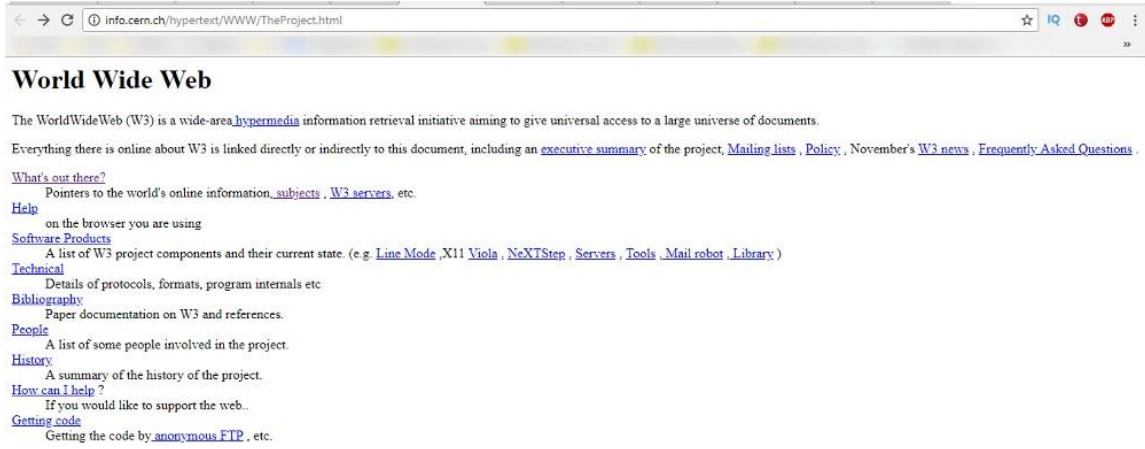 info.cern.ch/hypertext/WWW/TheProject.html
IQ
t
ABP
»
World Wide Web
The WorldWideWeb (W3) is a wide-area hypermedia information retrieval initiative aiming to give universal access to a large universe of documents.
Everything there is online about W3 is linked directly or indirectly to this document, including an executive summary of the project, Mailing lists , Policy , November's W3 news , Frequently Asked Questions .
What's out there?
Pointers to the world's online information, subjects , W3 servers, etc.
Help
on the browser you are using
Software Products
A list of W3 project components and their current state. (e.g. Line Mode ,X11 Viola , NeXTStep , Servers , Tools , Mail robot , Library )
Technical
Details of protocols, formats, program internals etc
Bibliography
Paper documentation on W3 and references.
People
A list of some people involved in the project.
History
A summary of the history of the project.
How can I help ?
If you would like to support the web..
Getting code
Getting the code by anonymous FTP , etc.